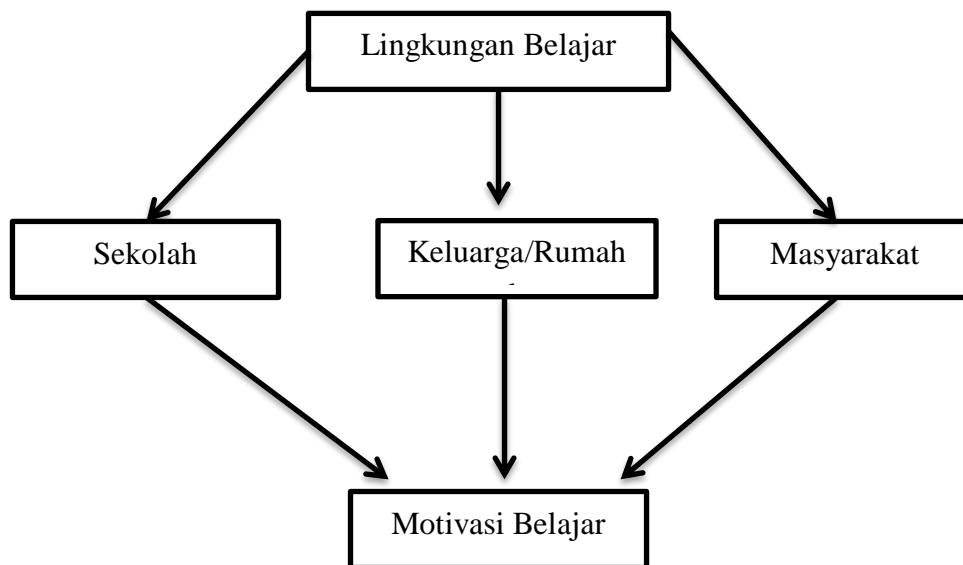 Lingkungan Belajar
Sekolah
Keluarga/Rumah
Masyarakat
Motivasi Belajar